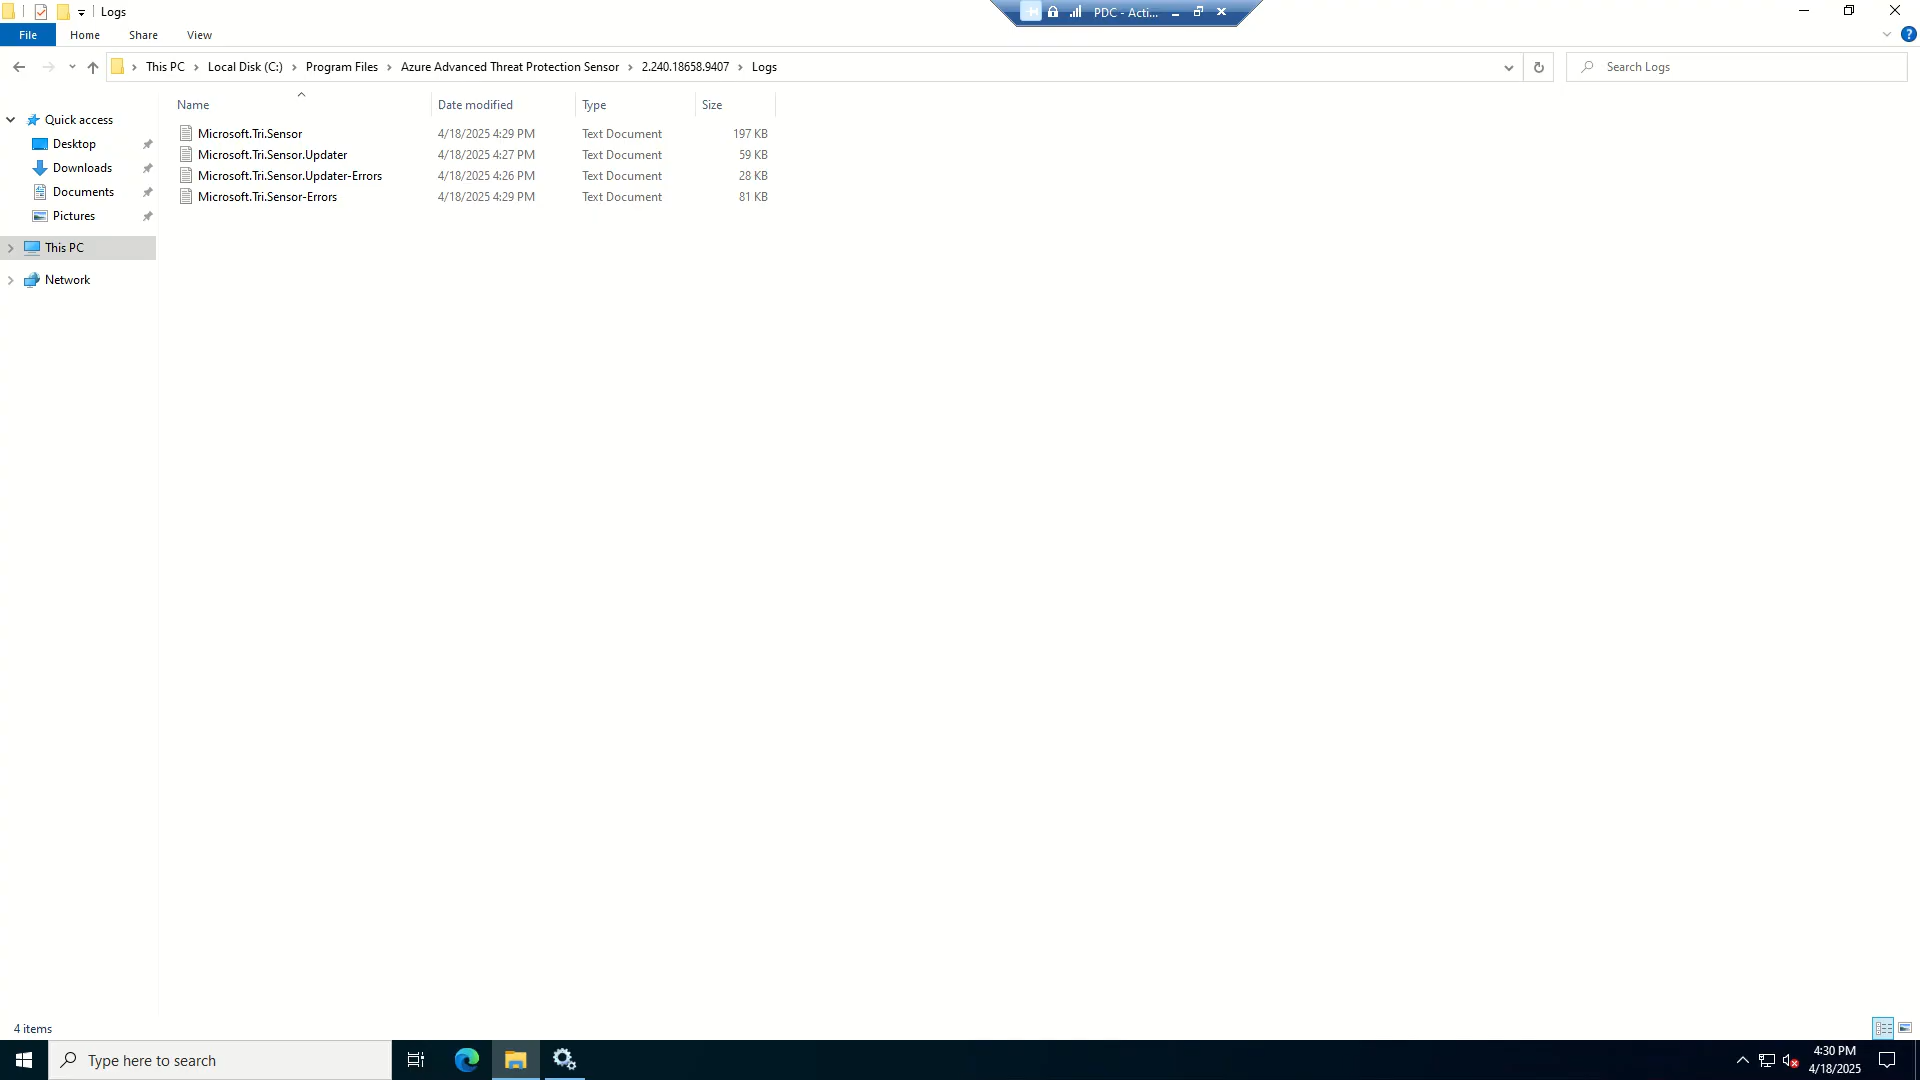 Logs
PDC - Acti...
File Home Share View
This PC Local Disk (C:) Program Files Azure Advanced Threat Protection Sensor 2.240.18658.9407 Logs
Search Logs
Name Date modified Type Size
Microsoft.Tri.Sensor 4/18/2025 4:29 PM Text Document 197 KB
Microsoft.Tri.Sensor.Updater 4/18/2025 4:27 PM Text Document 59 KB
Microsoft.Tri.Sensor.Updater-Errors 4/18/2025 4:26 PM Text Document 28 KB
Microsoft.Tri.Sensor-Errors 4/18/2025 4:29 PM Text Document 81 KB
Quick access
Desktop
Downloads
Documents
Pictures
This PC
Network
4 items
Type here to search
4:30 PM
4/18/2025